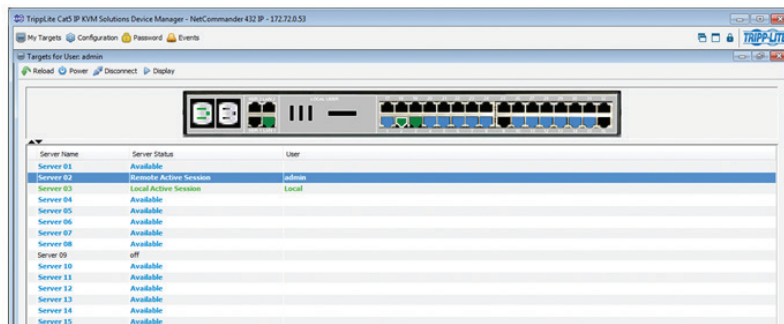 TrippLite Cat5 IP KVM Solutions Device Manager - NetCommander 432 IP - 172.72.0.53
My Targets Configuration Password Events
TRIPP-LITE
Targets for User: admin
Reload Power Disconnect Display
LOCAL USER
Server Name Server Status User
Server 01 Available
Server 02 Remote Active Session admin
Server 03 Local Active Session Local
Server 04 Available
Server 05 Available
Server 06 Available
Server 07 Available
Server 08 Available
Server 09 off
Server 10 Available
Server 11 Available
Server 12 Available
Server 13 Available
Server 14 Available
Server 15 Available